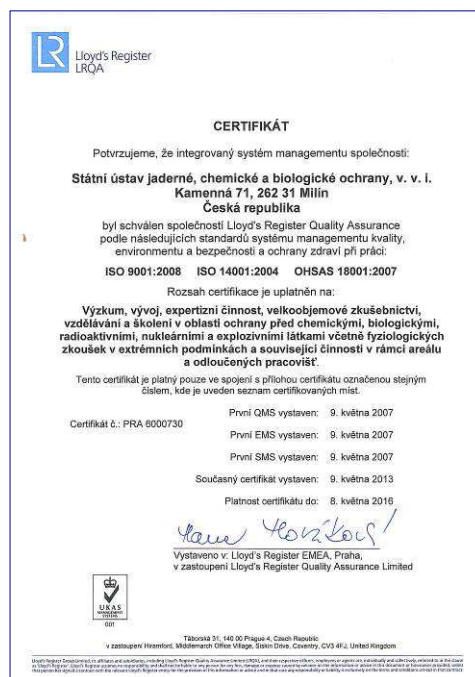 LR
Lloyd's Register
LRQA
CERTIFIKÁT
Potvrzujeme, že integrovaný systém managementu společnosti:
Státní ústav jaderné, chemické a biologické ochrany, v. v. i.
Kamenná 71, 262 31 Milín
Česká republika
byl schválen společností Lloyd's Register Quality Assurance
podle následujících standardů systému managementu kvality,
environmentu a bezpečnosti a ochrany zdraví při práci:
ISO 9001:2008 ISO 14001:2004 OHSAS 18001:2007
Rozsah certifikace je uplatněn na:
Výzkum, vývoj, expertizní činnost, velkoobjemové zkušebnictví,
vzdělávání a školení v oblasti ochrany před chemickými, biologickými,
radioaktivními, nukleárními a explozivními látkami včetně fyziologických
zkoušek v extrémních podmínkách a související činnosti v rámci areálu
a odloučených pracovišť.
Tento certifikát je platný pouze ve spojení s přílohou certifikátu označenou stejným
číslem, kde je uveden seznam certifikovaných míst.
První QMS vystaven: 9. května 2007
Certifikát č.: PRA 6000730
První EMS vystaven: 9. května 2007
První SMS vystaven: 9. května 2007
Současný certifikát vystaven: 9. května 2013
Platnost certifikátu do: 8. května 2016
Vystaveno v: Lloyd's Register EMEA, Praha,
v zastoupení Lloyd's Register Quality Assurance Limited
UKAS
MANAGEMENT
SYSTEMS
001
Táborská 31, 140 00 Prague 4, Czech Republic
v zastoupení Hiramford, Middlemarch Office Village, Siskin Drive, Coventry, CV3 4FJ, United Kingdom